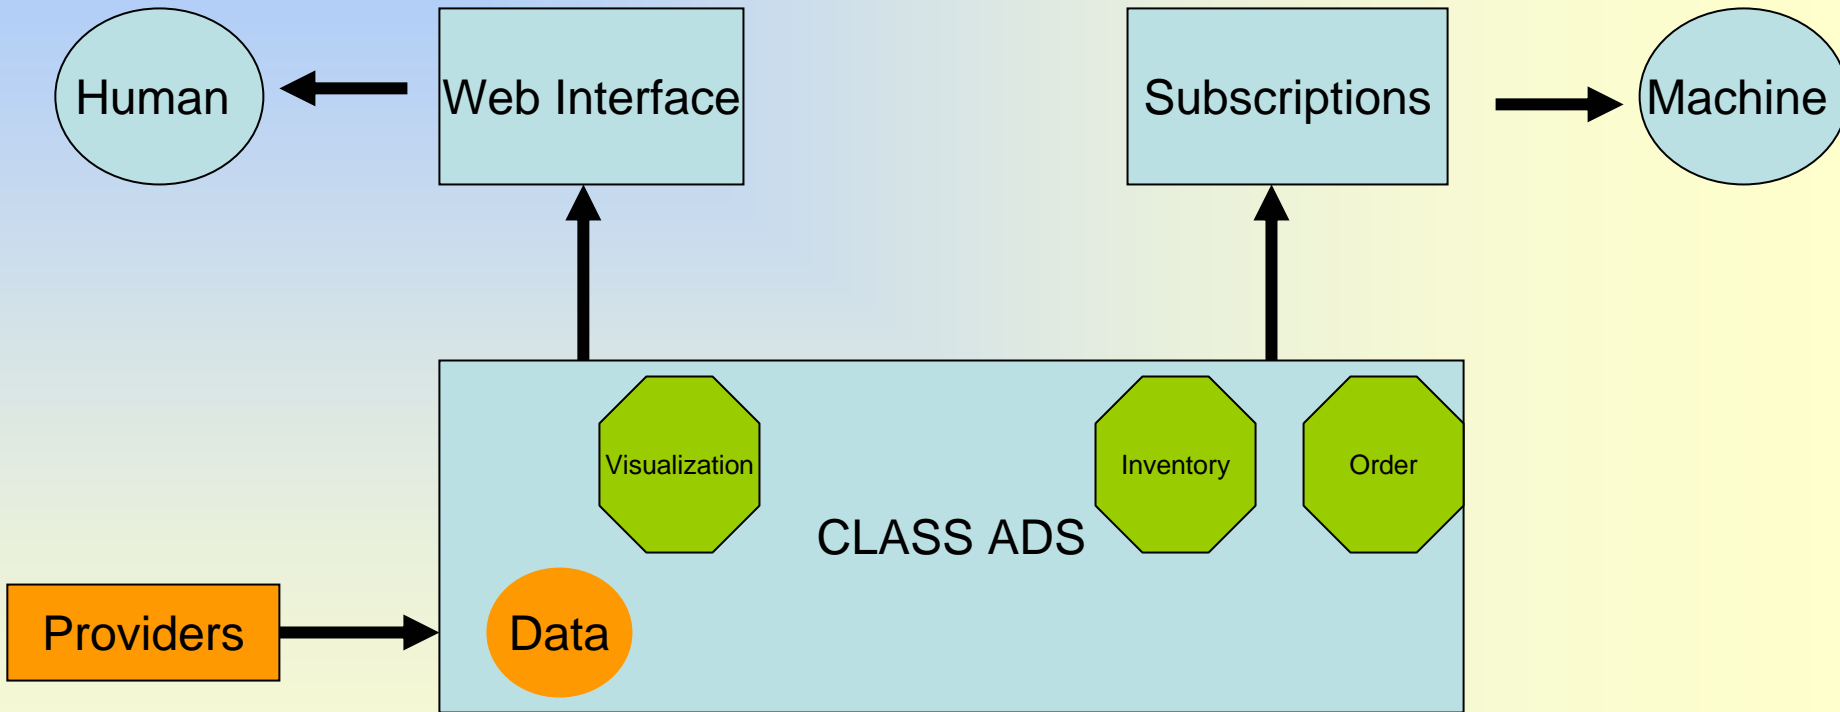 Human
Web Interface
Subscriptions
Machine
Visualization
Inventory
Order
CLASS ADS
Providers
Data